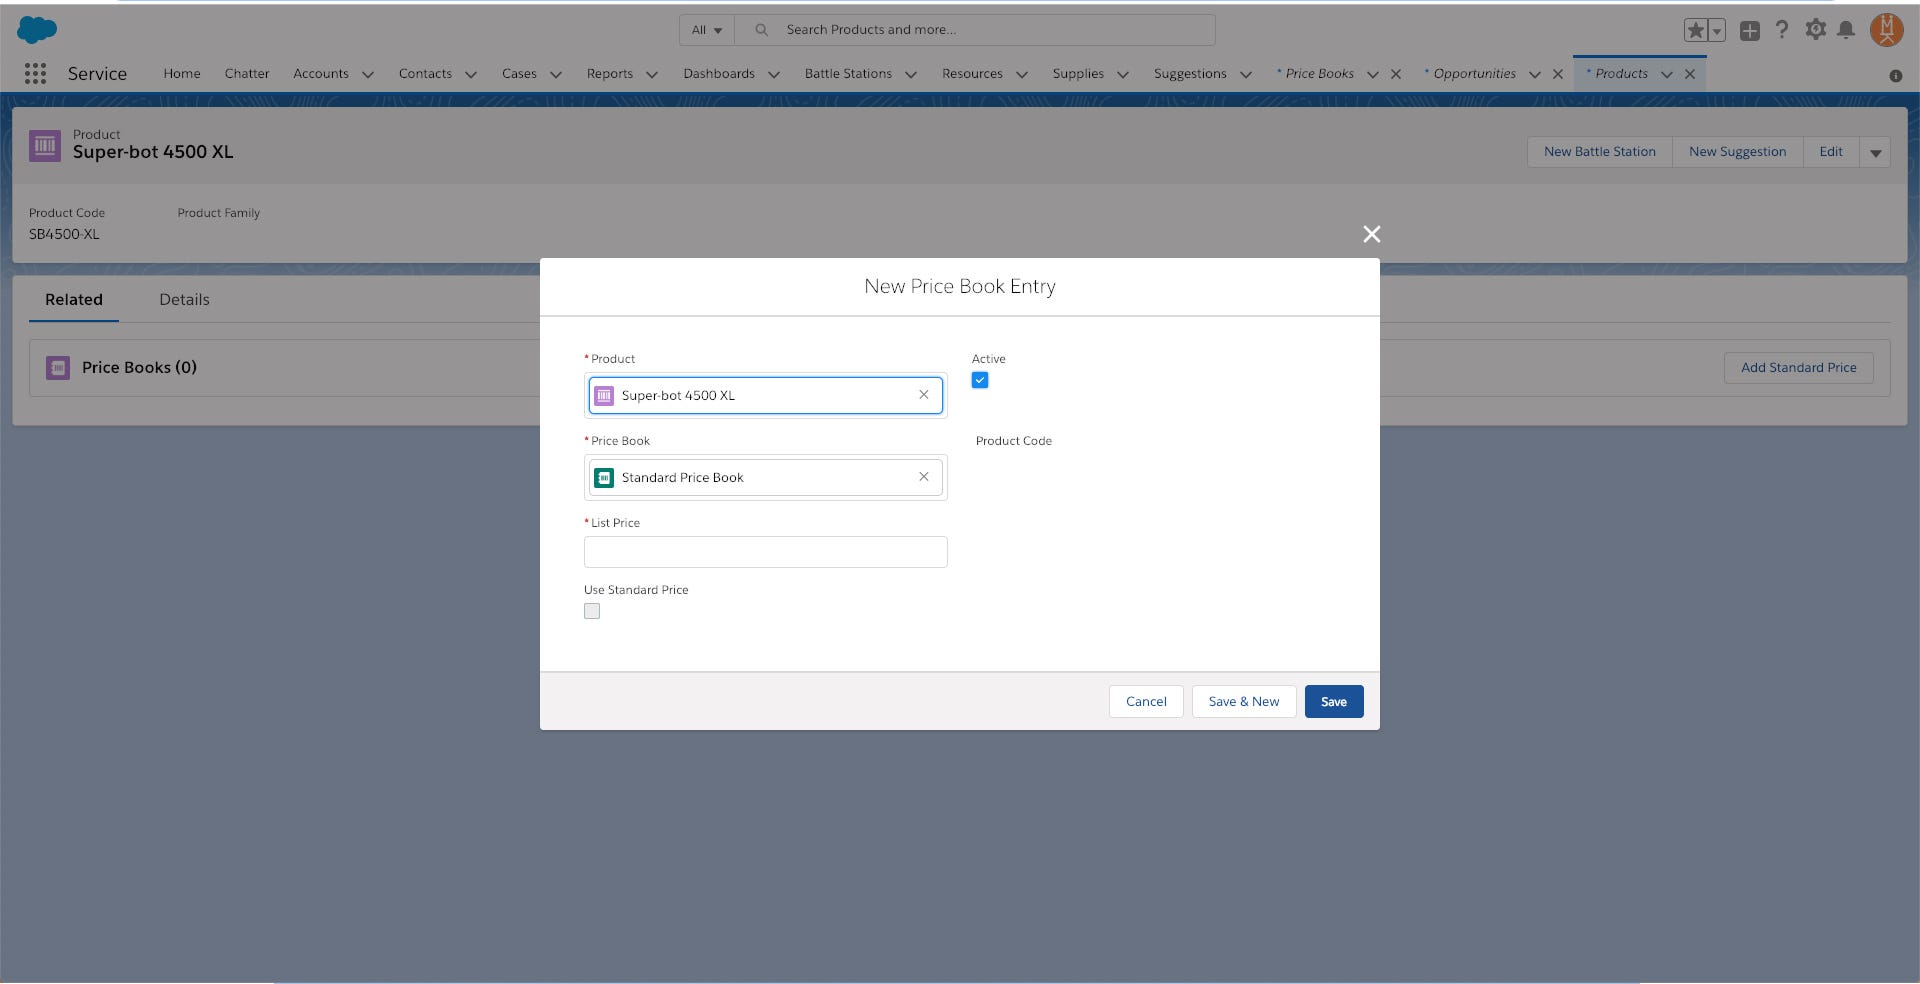 All
Search Products and more...
Service
Home
Chatter
Accounts
Contacts
Cases
Reports
Dashboards
Battle Stations
Resources
Supplies
Suggestions
* Price Books
* Opportunities
* Products
Product
Super-bot 4500 XL
New Battle Station
New Suggestion
Edit
Product Code
Product Family
SB4500-XL
Related
Details
Price Books (0)
Add Standard Price
New Price Book Entry
* Product
Super-bot 4500 XL
Active
* Price Book
Standard Price Book
Product Code
* List Price
Use Standard Price
Cancel
Save & New
Save